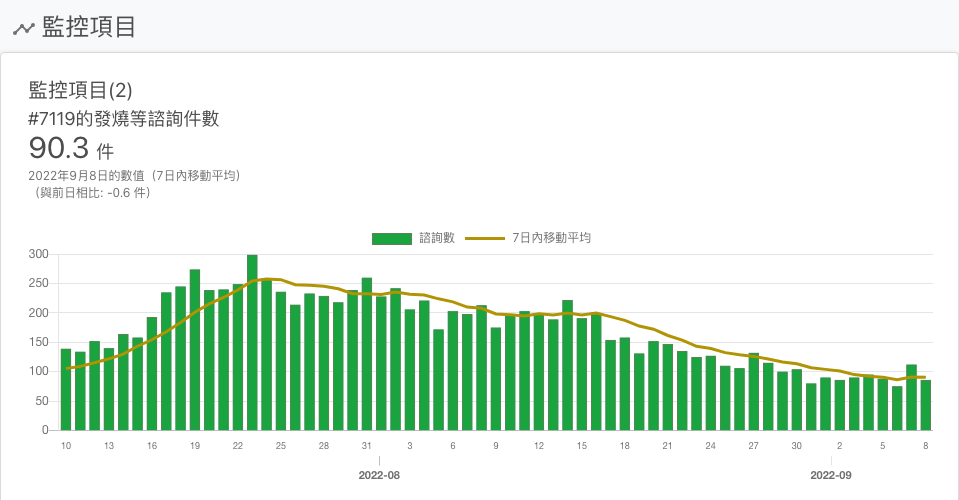 監控項目
監控項目(2)
#7119的發燒等諮詢件數
90.3 件
2022年9月8日的數值（7日內移動平均）
（與前日相比: -0.6 件）
諮詢數 7日內移動平均
300
250
200
150
100
50
0
10 13 16 19 22 25 28 31 3 6 9 12 15 18 21 24 27 30 2 5 8
2022-08 2022-09